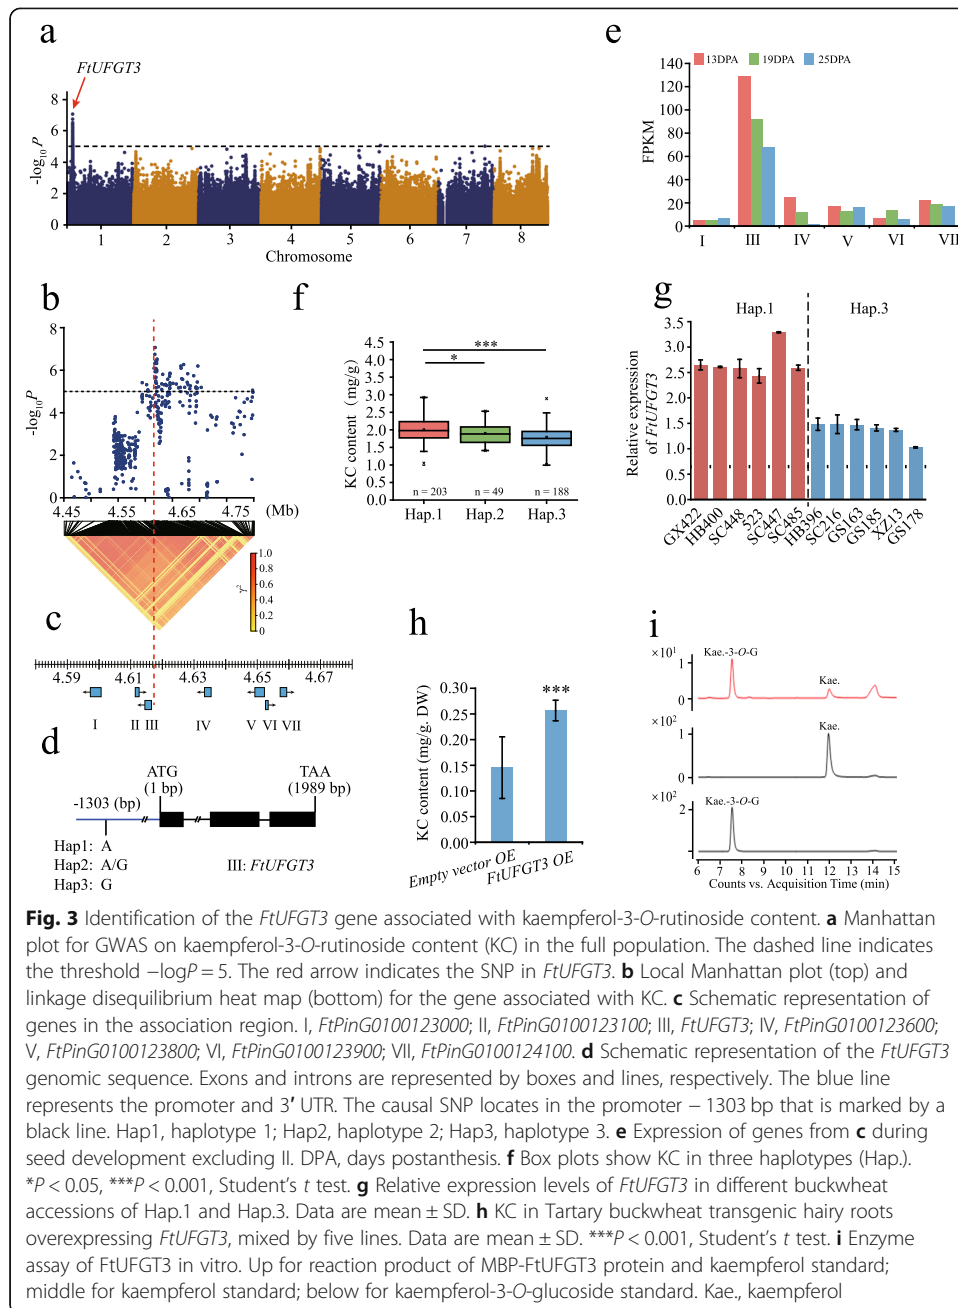 a
FtUFGT3
8
6
4
2
0
-log10 P
1 2 3 4 5 6 7 8
Chromosome
e
13DPA 19DPA 25DPA
140
120
100
80
60
40
20
0
FPKM
I III IV V VI VII
b
8
6
4
2
0
-log10P
4.45 4.55 4.65 4.75 (Mb)
1.0
0.8
0.6
0.4
0.2
0
γ²
f
4.5
4.0
3.5
3.0
2.5
2.0
1.5
1.0
0.5
0.0
KC content (mg/g)
***
*
n = 203 n = 49 n = 188
Hap.1 Hap.2 Hap.3
g
Hap.1 Hap.3
3.5
3.0
2.5
2.0
1.5
1.0
0.5
0.0
Relative expression
of FtUFGT3
GX422 HB400 SC448 523 SC447 SC485 HB396 SC216 GS163 GS185 XZ13 GS178
c
4.59 4.61 4.63 4.65 4.67
I II III IV V VI VII
d
ATG
(1 bp)
TAA
(1989 bp)
-1303 (bp)
Hap1: A
Hap2: A/G
Hap3: G
III: FtUFGT3
h
0.30
0.25
0.20
0.15
0.10
0.05
0.00
KC content (mg/g. DW)
***
Empty vector OE FtUFGT3 OE
i
×10¹
1
0
Kae.-3-O-G
Kae.
×10²
1
0
Kae.
×10²
2
0
Kae.-3-O-G
6 7 8 9 10 11 12 13 14 15
Counts vs. Acquisition Time (min)
Fig. 3 Identification of the FtUFGT3 gene associated with kaempferol-3-O-rutinoside content. a Manhattan
plot for GWAS on kaempferol-3-O-rutinoside content (KC) in the full population. The dashed line indicates
the threshold −logP = 5. The red arrow indicates the SNP in FtUFGT3. b Local Manhattan plot (top) and
linkage disequilibrium heat map (bottom) for the gene associated with KC. c Schematic representation of
genes in the association region. I, FtPinG0100123000; II, FtPinG0100123100; III, FtUFGT3; IV, FtPinG0100123600;
V, FtPinG0100123800; VI, FtPinG0100123900; VII, FtPinG0100124100. d Schematic representation of the FtUFGT3
genomic sequence. Exons and introns are represented by boxes and lines, respectively. The blue line
represents the promoter and 3′ UTR. The causal SNP locates in the promoter − 1303 bp that is marked by a
black line. Hap1, haplotype 1; Hap2, haplotype 2; Hap3, haplotype 3. e Expression of genes from c during
seed development excluding II. DPA, days postanthesis. f Box plots show KC in three haplotypes (Hap.).
*P < 0.05, ***P < 0.001, Student's t test. g Relative expression levels of FtUFGT3 in different buckwheat
accessions of Hap.1 and Hap.3. Data are mean ± SD. h KC in Tartary buckwheat transgenic hairy roots
overexpressing FtUFGT3, mixed by five lines. Data are mean ± SD. ***P < 0.001, Student's t test. i Enzyme
assay of FtUFGT3 in vitro. Up for reaction product of MBP-FtUFGT3 protein and kaempferol standard;
middle for kaempferol standard; below for kaempferol-3-O-glucoside standard. Kae., kaempferol